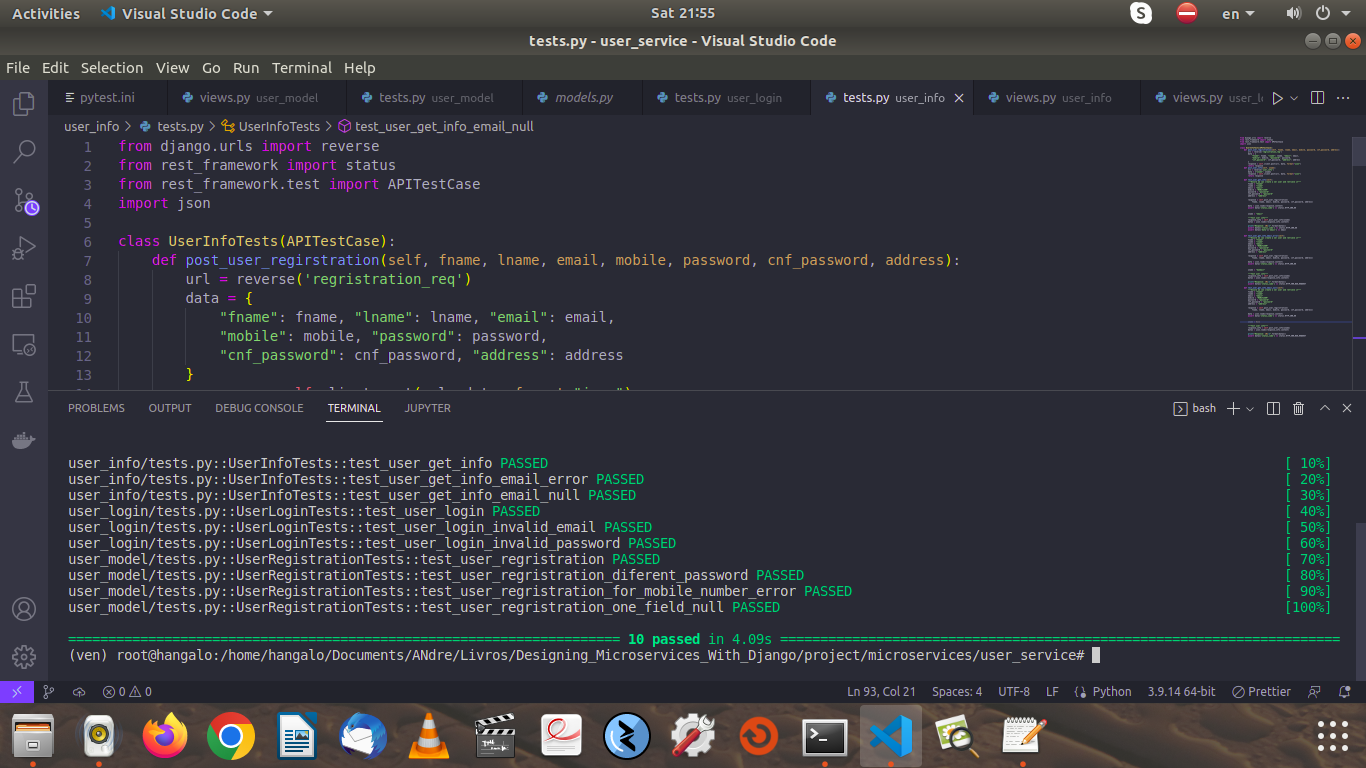 Activities Visual Studio Code Sat 21:55 S en
tests.py - user_service - Visual Studio Code
File Edit Selection View Go Run Terminal Help
pytest.ini views.py user_model tests.py user_model models.py tests.py user_login tests.py user_info views.py user_info views.py user_l
user_info > tests.py > UserInfoTests > test_user_get_info_email_null
1 from django.urls import reverse
2 from rest_framework import status
3 from rest_framework.test import APITestCase
4 import json
5
6 class UserInfoTests(APITestCase):
7 def post_user_regirstration(self, fname, lname, email, mobile, password, cnf_password, address):
8 url = reverse('regristration_req')
9 data = {
10 "fname": fname, "lname": lname, "email": email,
11 "mobile": mobile, "password": password,
12 "cnf_password": cnf_password, "address": address
13 }
PROBLEMS OUTPUT DEBUG CONSOLE TERMINAL JUPYTER bash
user_info/tests.py::UserInfoTests::test_user_get_info PASSED [ 10%]
user_info/tests.py::UserInfoTests::test_user_get_info_email_error PASSED [ 20%]
user_info/tests.py::UserInfoTests::test_user_get_info_email_null PASSED [ 30%]
user_login/tests.py::UserLoginTests::test_user_login PASSED [ 40%]
user_login/tests.py::UserLoginTests::test_user_login_invalid_email PASSED [ 50%]
user_login/tests.py::UserLoginTests::test_user_login_invalid_password PASSED [ 60%]
user_model/tests.py::UserRegistrationTests::test_user_regristration PASSED [ 70%]
user_model/tests.py::UserRegistrationTests::test_user_regristration_diferent_password PASSED [ 80%]
user_model/tests.py::UserRegistrationTests::test_user_regristration_for_mobile_number_error PASSED [ 90%]
user_model/tests.py::UserRegistrationTests::test_user_regristration_one_field_null PASSED [100%]
===================================================================== 10 passed in 4.09s ======================================================================
(ven) root@hangalo:/home/hangalo/Documents/ANdre/Livros/Designing_Microservices_With_Django/project/microservices/user_service#
0 0 Ln 93, Col 21 Spaces: 4 UTF-8 LF Python 3.9.14 64-bit Prettier